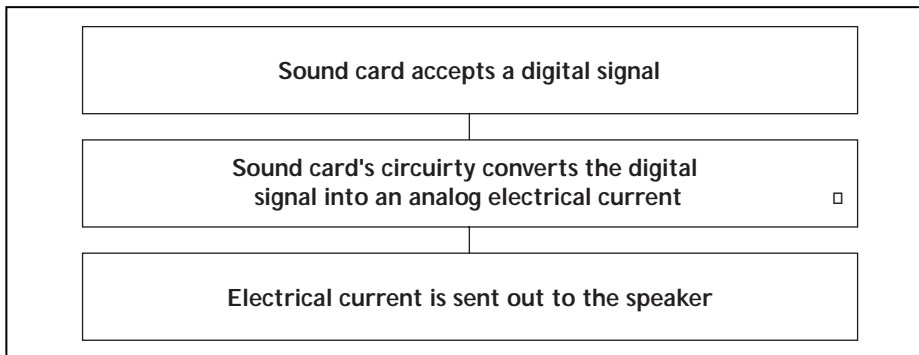 Sound card accepts a digital signal
Sound card's circuirty converts the digital
signal into an analog electrical current
Electrical current is sent out to the speaker